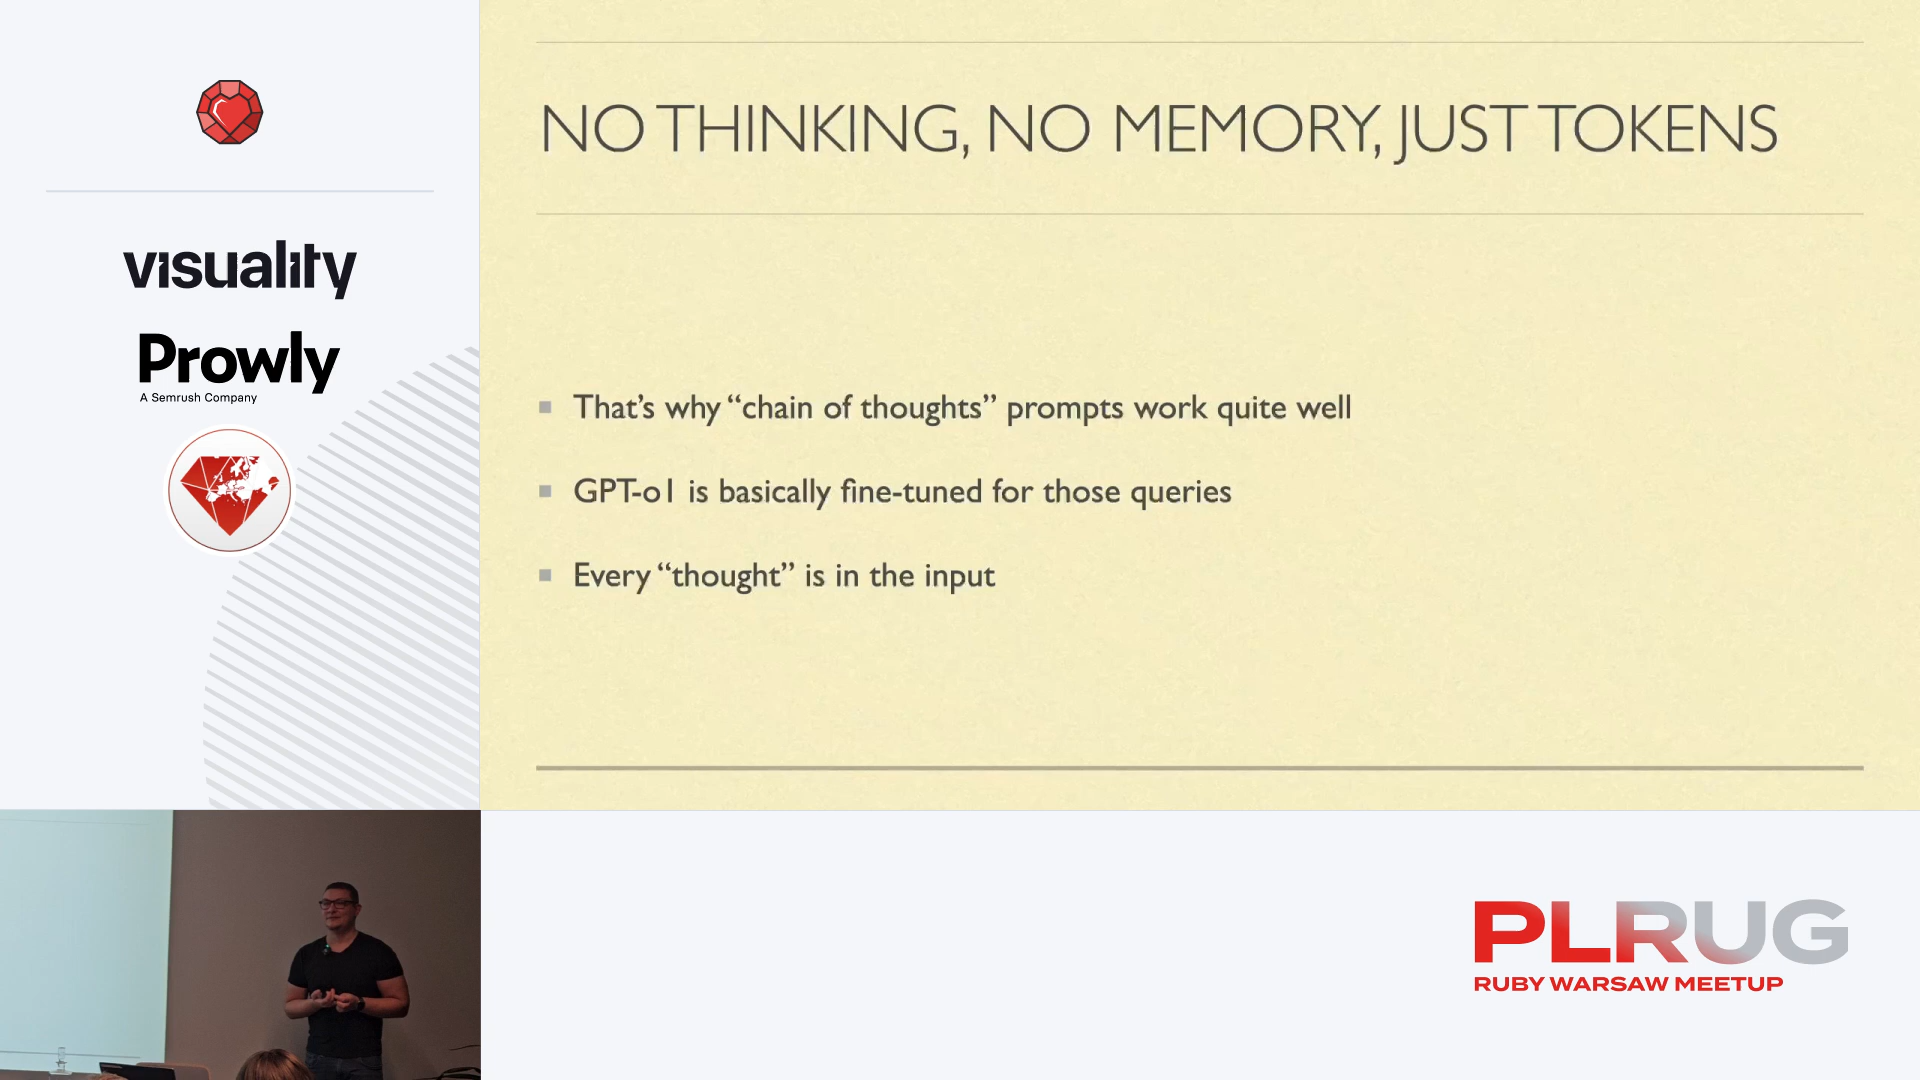 visuality
Prowly
A Semrush Company
NO THINKING, NO MEMORY, JUST TOKENS
That’s why “chain of thoughts” prompts work quite well
GPT-o1 is basically fine-tuned for those queries
Every “thought” is in the input
PLRUG
RUBY WARSAW MEETUP